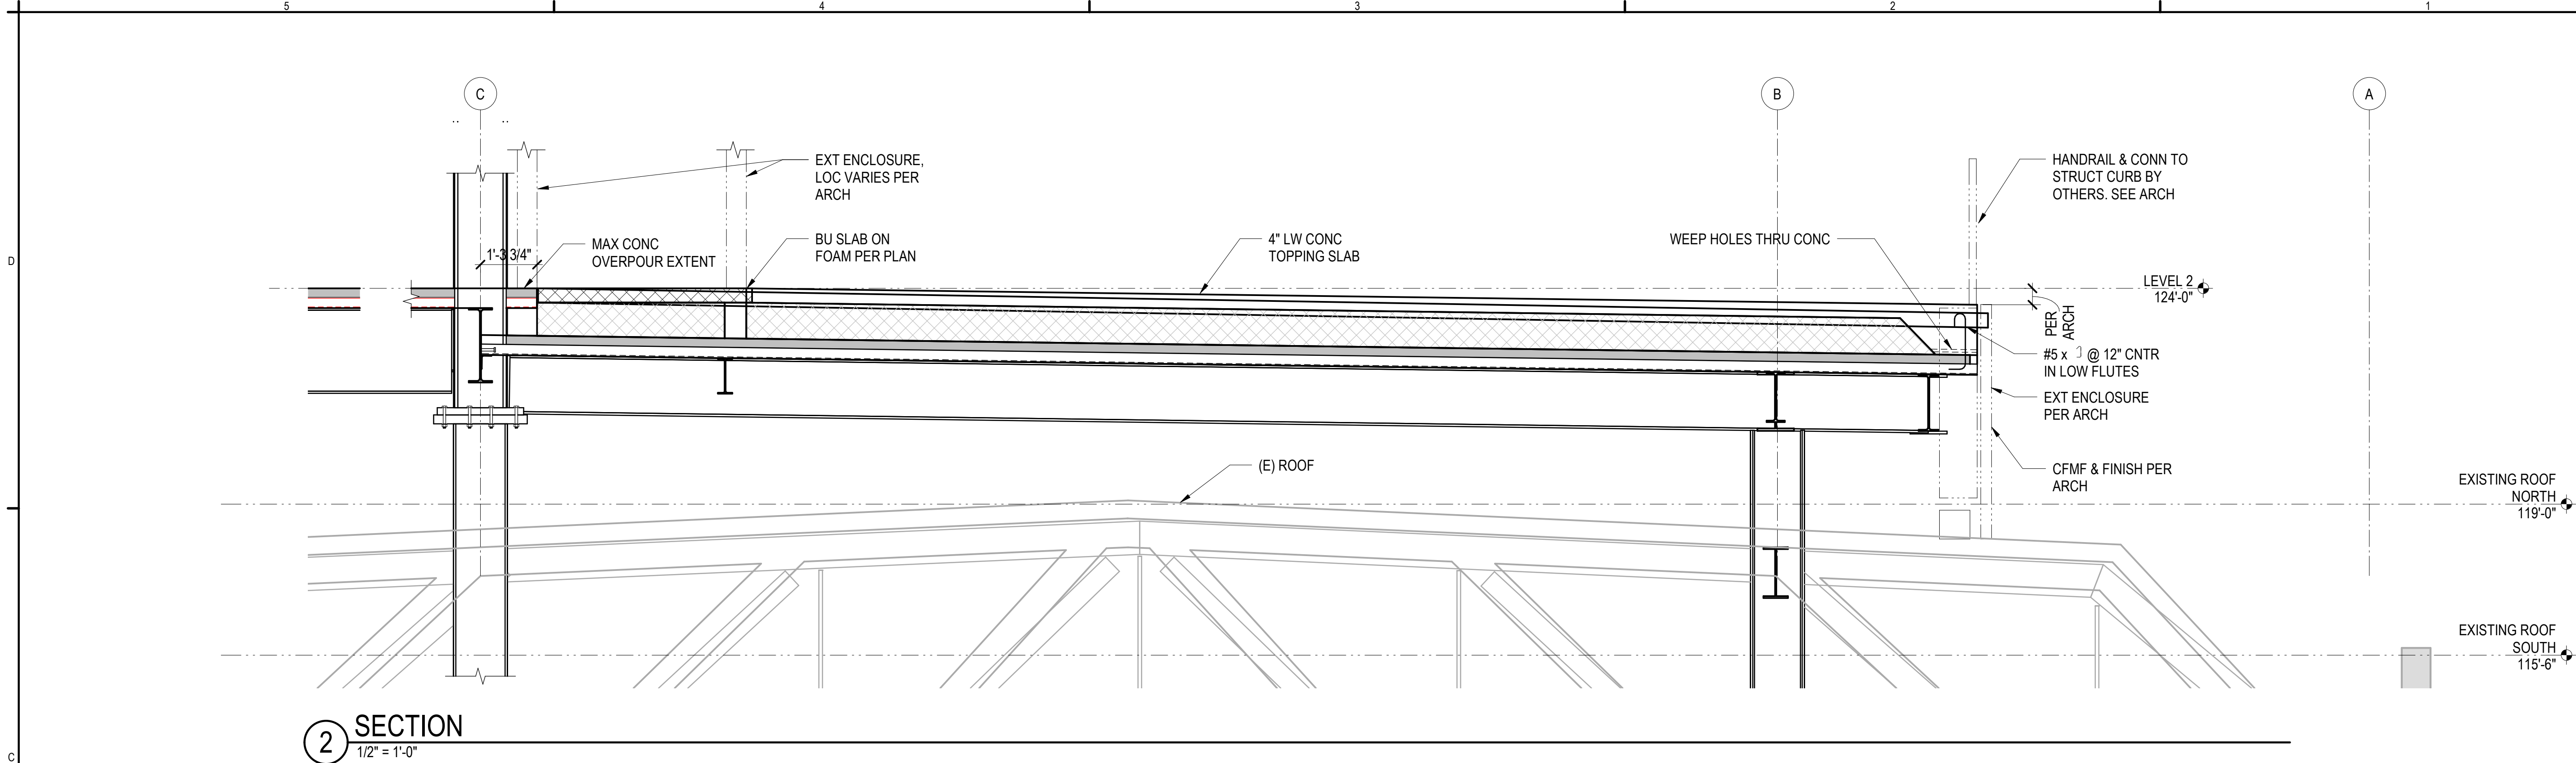 5
4
3
2
1
C
B
A
EXT ENCLOSURE,
LOC VARIES PER
ARCH
HANDRAIL & CONN TO
STRUCT CURB BY
OTHERS. SEE ARCH
1'-3 3/4"
MAX CONC
OVERPOUR EXTENT
BU SLAB ON
FOAM PER PLAN
4" LW CONC
TOPPING SLAB
WEEP HOLES THRU CONC
D
LEVEL 2
124'-0"
PER
ARCH
#5 x @ 12" CNTR
IN LOW FLUTES
EXT ENCLOSURE
PER ARCH
(E) ROOF
CFMF & FINISH PER
ARCH
EXISTING ROOF
NORTH
119'-0"
EXISTING ROOF
SOUTH
115'-6"
2
SECTION
1/2" = 1'-0"
C